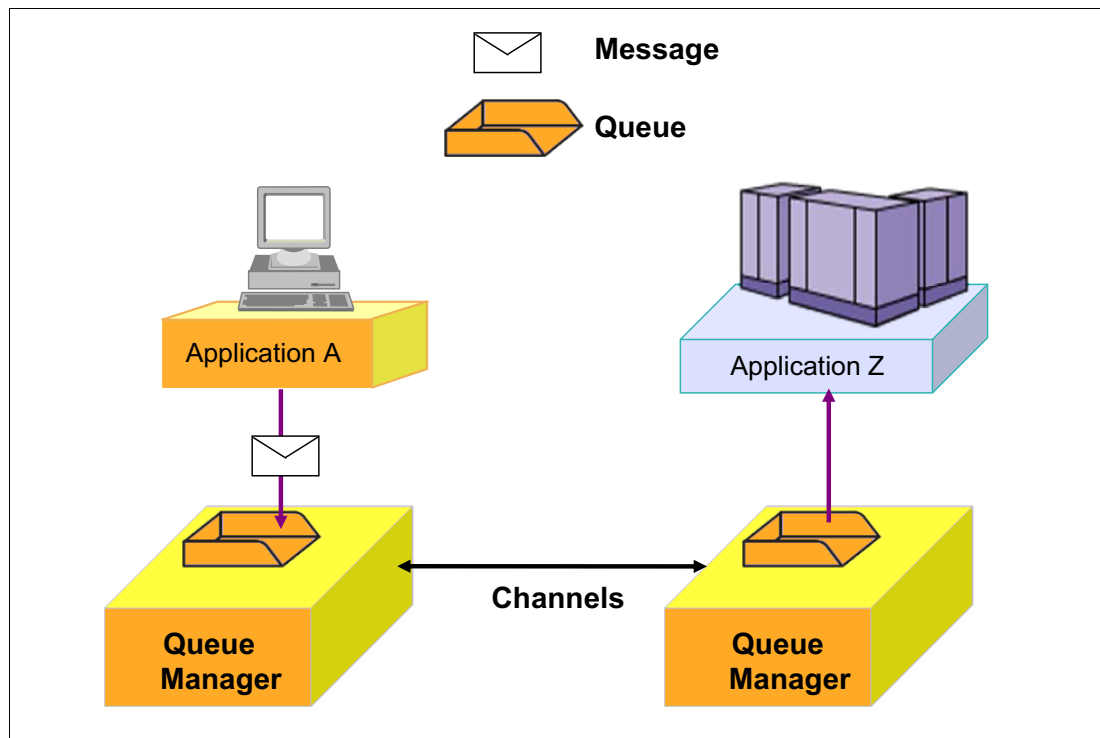 Message
Queue
Application A
Application Z
Channels
Queue
Manager
Queue
Manager